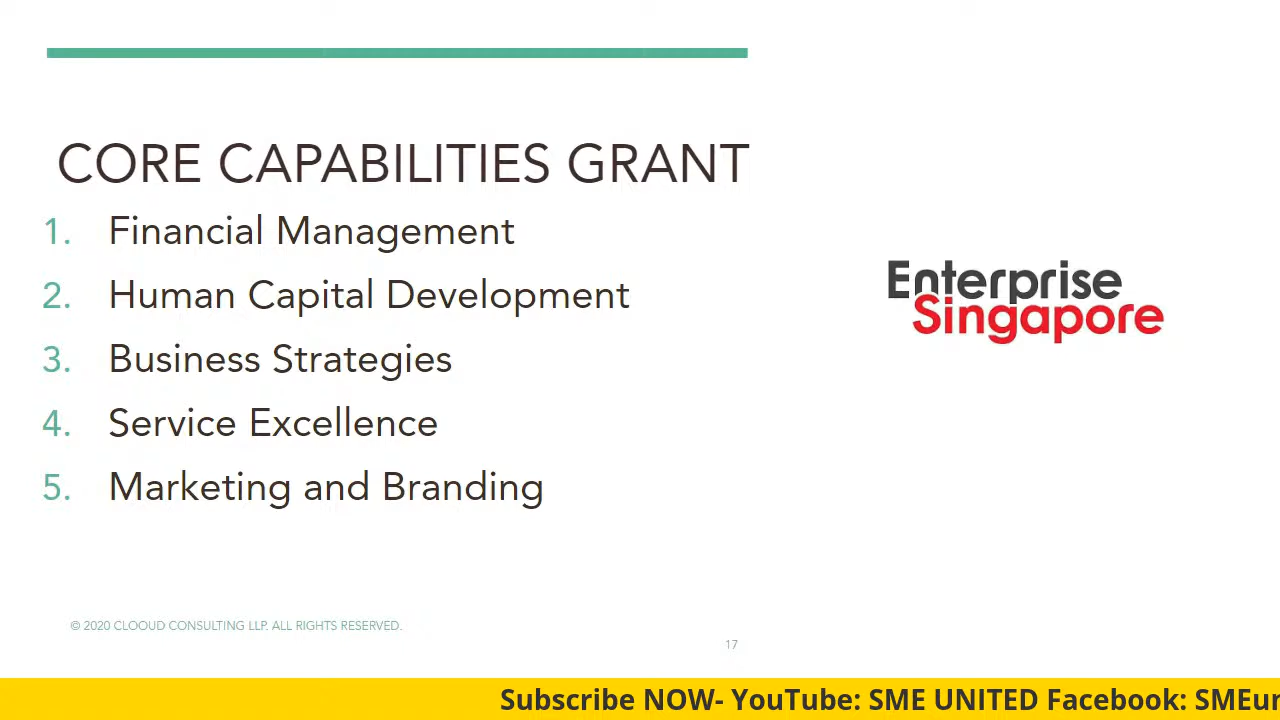 CORE CAPABILITIES GRANT
1. Financial Management
2. Human Capital Development
3. Business Strategies
4. Service Excellence
5. Marketing and Branding
Enterprise
Singapore
© 2020 CLOOUD CONSULTING LLP. ALL RIGHTS RESERVED.
17
Subscribe NOW- YouTube: SME UNITED Facebook: